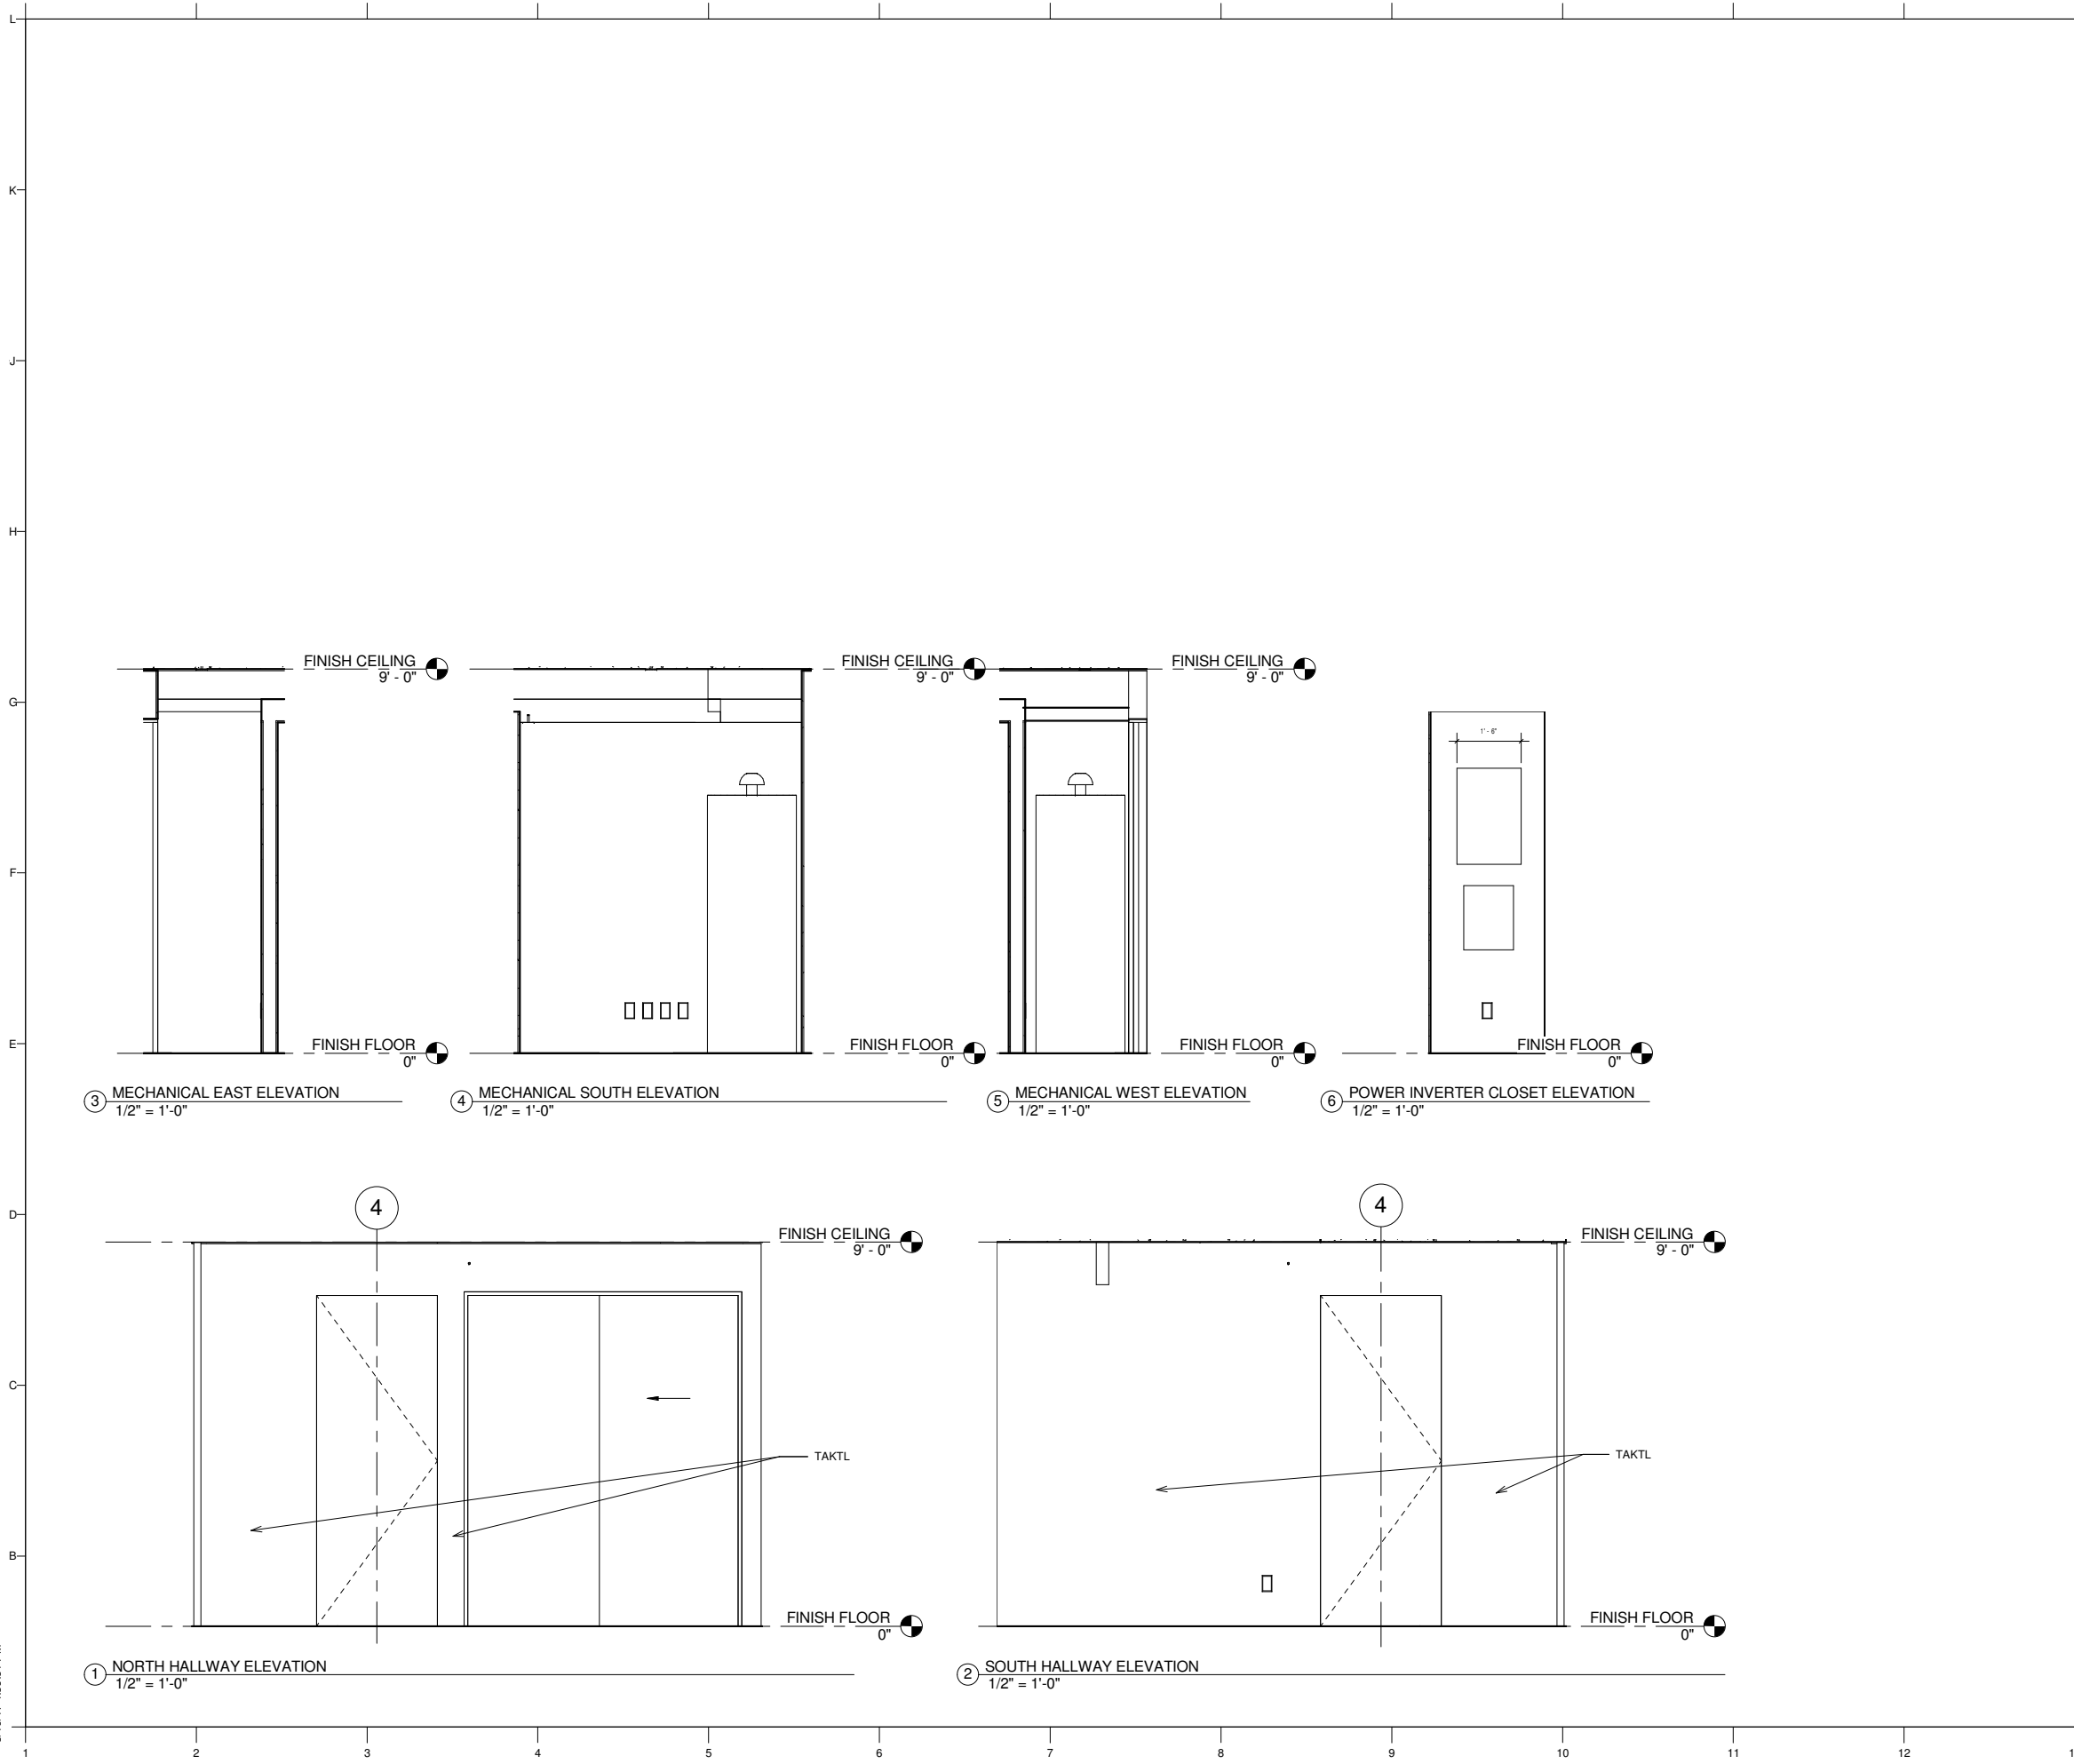 L
K
J
H
G
F
E
D
C
B
FINISH CEILING
9' - 0"
FINISH FLOOR
0"
3 MECHANICAL EAST ELEVATION
1/2" = 1'-0"
FINISH CEILING
9' - 0"
FINISH FLOOR
0"
4 MECHANICAL SOUTH ELEVATION
1/2" = 1'-0"
FINISH CEILING
9' - 0"
FINISH FLOOR
0"
5 MECHANICAL WEST ELEVATION
1/2" = 1'-0"
1' - 6"
FINISH FLOOR
0"
6 POWER INVERTER CLOSET ELEVATION
1/2" = 1'-0"
4
FINISH CEILING
9' - 0"
TAKTL
FINISH FLOOR
0"
1 NORTH HALLWAY ELEVATION
1/2" = 1'-0"
4
FINISH CEILING
9' - 0"
TAKTL
FINISH FLOOR
0"
2 SOUTH HALLWAY ELEVATION
1/2" = 1'-0"
1 2 3 4 5 6 7 8 9 10 11 12